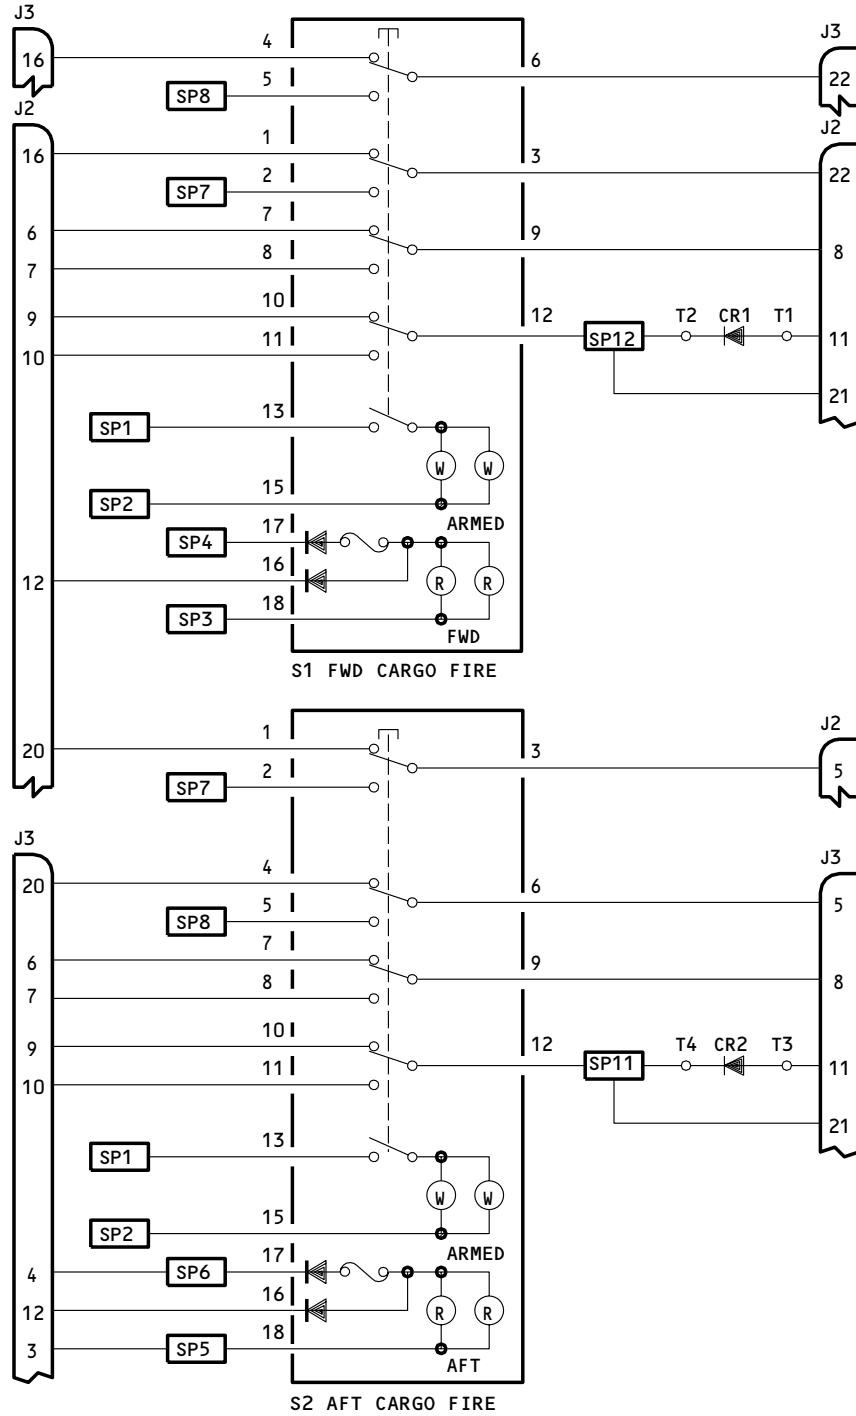 J3
4
J3
16
6
22
5
SP8
J2
J2
1
16
3
22
2
SP7
7
6
9
8
8
7
10
9
12
SP12
T2
CR1
T1
11
11
10
21
13
SP1
W
W
15
SP2
ARMED
17
SP4
16
12
R
R
18
SP3
FWD
S1 FWD CARGO FIRE
1
J2
20
3
5
2
SP7
J3
J3
4
20
6
5
5
SP8
7
6
9
8
8
7
10
9
12
SP11
T4
CR2
T3
11
11
10
21
13
SP1
W
W
15
SP2
ARMED
17
4
SP6
16
12
R
R
18
3
SP5
AFT
S2 AFT CARGO FIRE